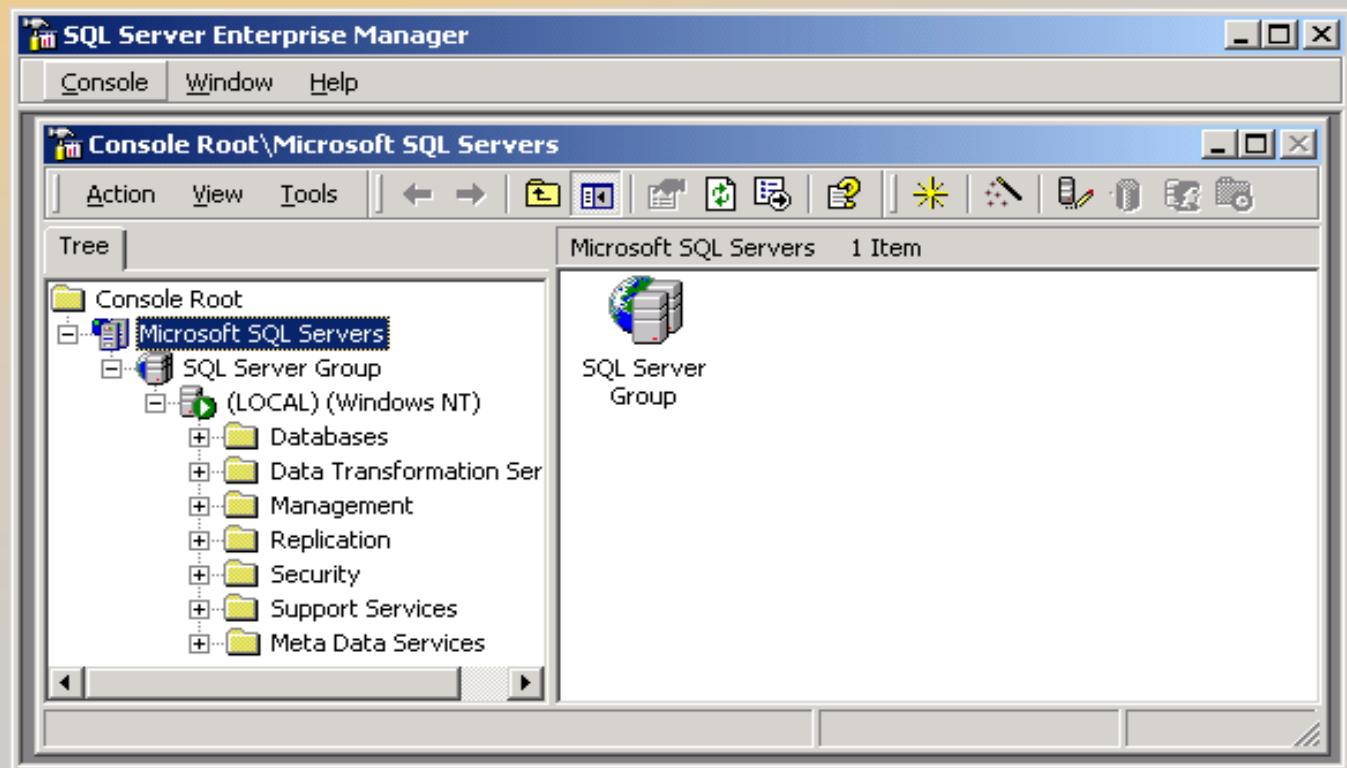 SQL Server Enterprise Manager
Console Window Help
Console Root\Microsoft SQL Servers
Action View Tools
Tree
Microsoft SQL Servers 1 Item
Console Root
Microsoft SQL Servers
SQL Server Group
(LOCAL) (Windows NT)
Databases
Data Transformation Ser
Management
Replication
Security
Support Services
Meta Data Services
SQL Server
Group